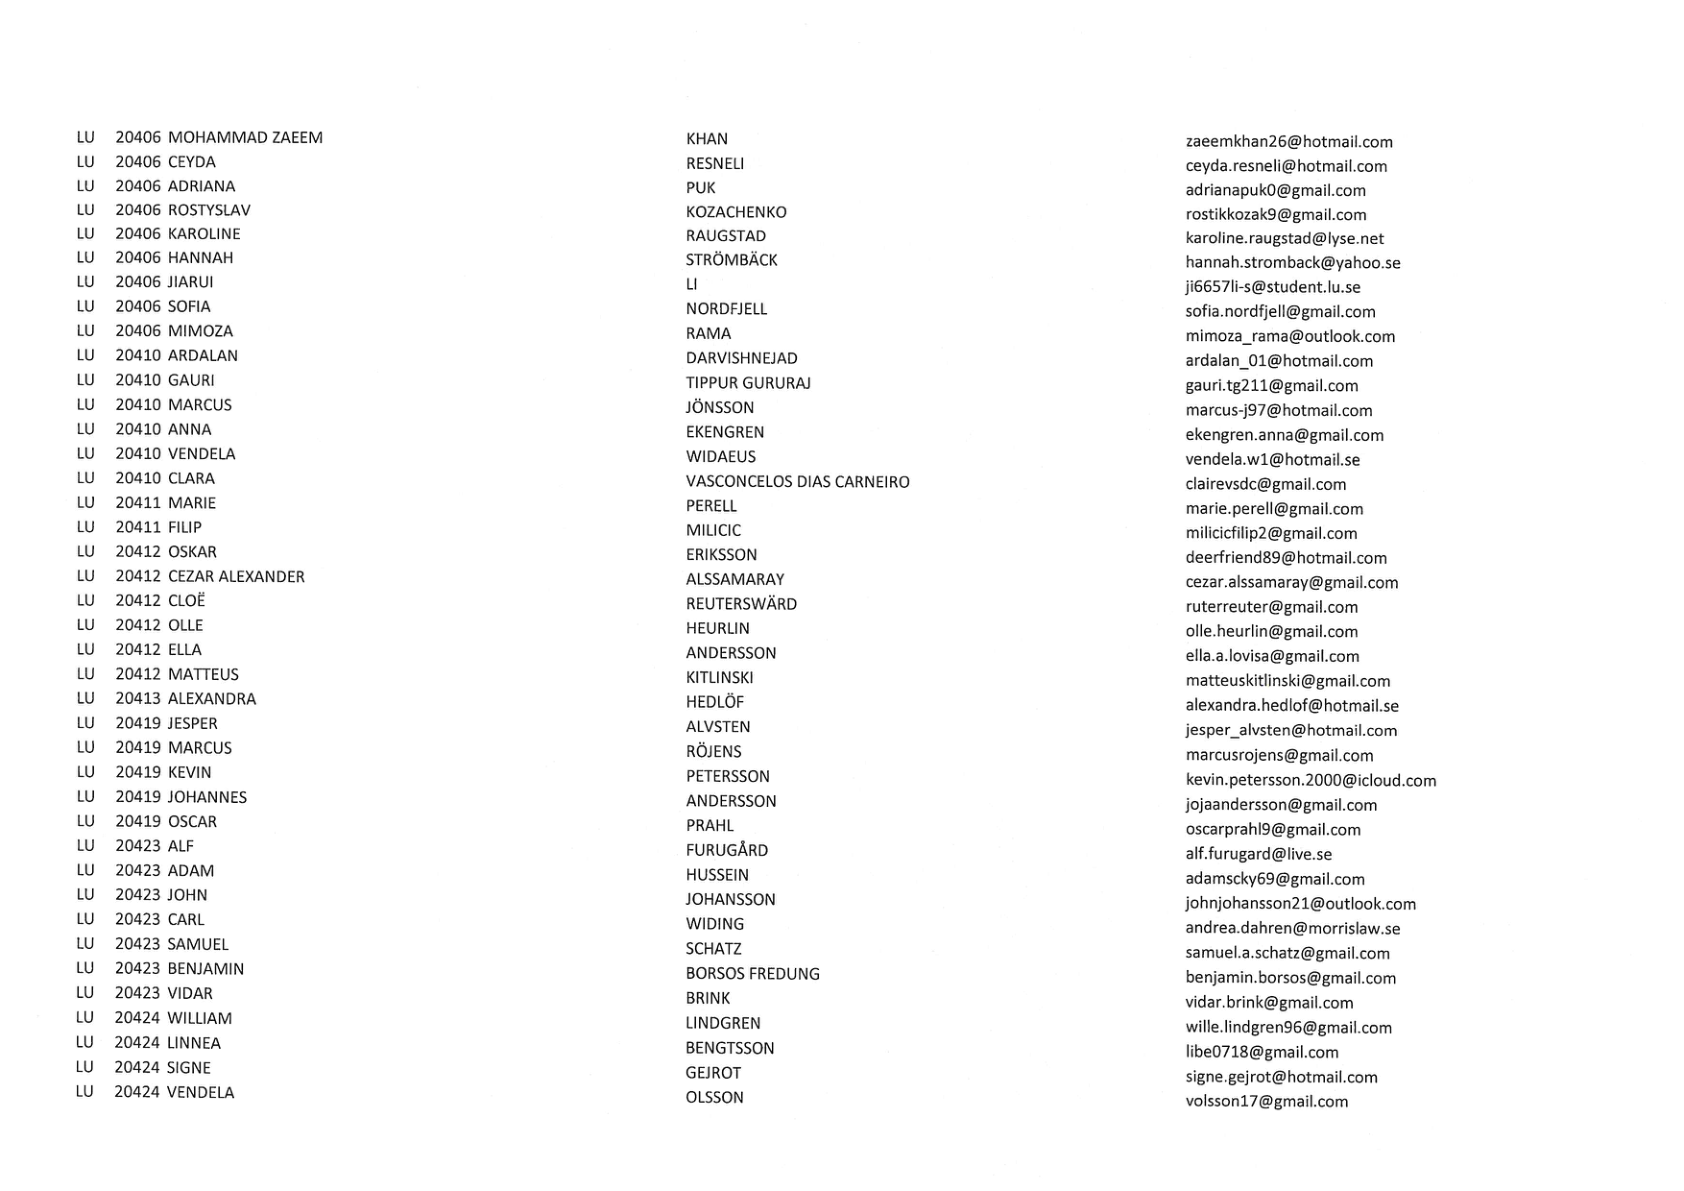 LU 20406 MOHAMMAD ZAEEM KHAN zaeemkhan26@hotmail.com
LU 20406 CEYDA RESNELI ceyda.resneli@hotmail.com
LU 20406 ADRIANA PUK adrianapuk0@gmail.com
LU 20406 ROSTYSLAV KOZACHENKO rostikkozak9@gmail.com
LU 20406 KAROLINE RAUGSTAD karoline.raugstad@lyse.net
LU 20406 HANNAH STRÖMBÄCK hannah.stromback@yahoo.se
LU 20406 JIARUI LI ji6657li-s@student.lu.se
LU 20406 SOFIA NORDFJELL sofia.nordfjell@gmail.com
LU 20406 MIMOZA RAMA mimoza_rama@outlook.com
LU 20410 ARDALAN DARVISHNEJAD ardalan_01@hotmail.com
LU 20410 GAURI TIPPUR GURURAJ gauri.tg211@gmail.com
LU 20410 MARCUS JÖNSSON marcus-j97@hotmail.com
LU 20410 ANNA EKENGREN ekengren.anna@gmail.com
LU 20410 VENDELA WIDAEUS vendela.w1@hotmail.se
LU 20410 CLARA VASCONCELOS DIAS CARNEIRO clairevsdc@gmail.com
LU 20411 MARIE PERELL marie.perell@gmail.com
LU 20411 FILIP MILICIC milicicfilip2@gmail.com
LU 20412 OSKAR ERIKSSON deerfriend89@hotmail.com
LU 20412 CEZAR ALEXANDER ALSSAMARAY cezar.alssamaray@gmail.com
LU 20412 CLOË REUTERSWÄRD ruterreuter@gmail.com
LU 20412 OLLE HEURLIN olle.heurlin@gmail.com
LU 20412 ELLA ANDERSSON ella.a.lovisa@gmail.com
LU 20412 MATTEUS KITLINSKI matteuskitlinski@gmail.com
LU 20413 ALEXANDRA HEDLÖF alexandra.hedlof@hotmail.se
LU 20419 JESPER ALVSTEN jesper_alvsten@hotmail.com
LU 20419 MARCUS RÖJENS marcusrojens@gmail.com
LU 20419 KEVIN PETERSSON kevin.petersson.2000@icloud.com
LU 20419 JOHANNES ANDERSSON jojaandersson@gmail.com
LU 20419 OSCAR PRAHL oscarprahl9@gmail.com
LU 20423 ALF FURUGÅRD alf.furugard@live.se
LU 20423 ADAM HUSSEIN adamscky69@gmail.com
LU 20423 JOHN JOHANSSON johnjohansson21@outlook.com
LU 20423 CARL WIDING andrea.dahren@morrislaw.se
LU 20423 SAMUEL SCHATZ samuel.a.schatz@gmail.com
LU 20423 BENJAMIN BORSOS FREDUNG benjamin.borsos@gmail.com
LU 20423 VIDAR BRINK vidar.brink@gmail.com
LU 20424 WILLIAM LINDGREN wille.lindgren96@gmail.com
LU 20424 LINNEA BENGTSSON libe0718@gmail.com
LU 20424 SIGNE GEJROT signe.gejrot@hotmail.com
LU 20424 VENDELA OLSSON volsson17@gmail.com